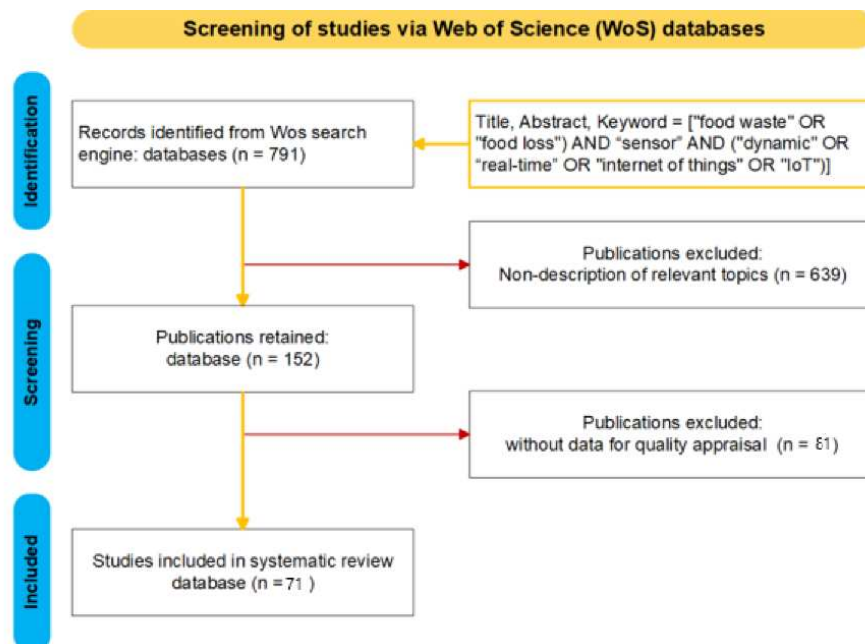 Screening of studies via Web of Science (WoS) databases
Identification
Records identified from Wos search
engine: databases (n = 791)
Title, Abstract, Keyword = ["food waste" OR
"food loss") AND “sensor” AND ("dynamic" OR
“real-time” OR "internet of things" OR "IoT")]
Publications excluded:
Non-description of relevant topics (n = 639)
Screening
Publications retained:
database (n = 152)
Publications excluded:
without data for quality appraisal (n = 81)
Included
Studies included in systematic review
database (n =71 )